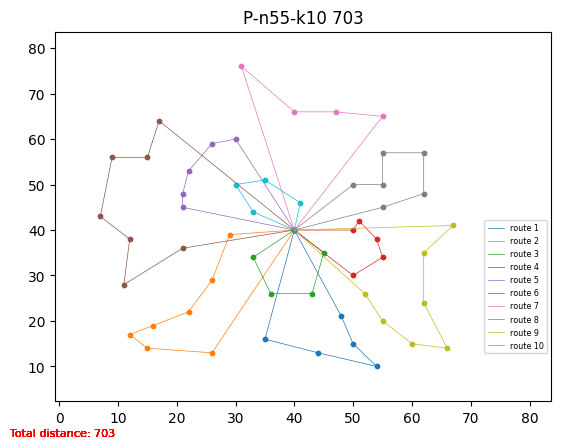 P-n55-k10 703
80
70
60
50
40
30
20
10
0 10 20 30 40 50 60 70 80
route 1
route 2
route 3
route 4
route 5
route 6
route 7
route 8
route 9
route 10
Total distance: 703